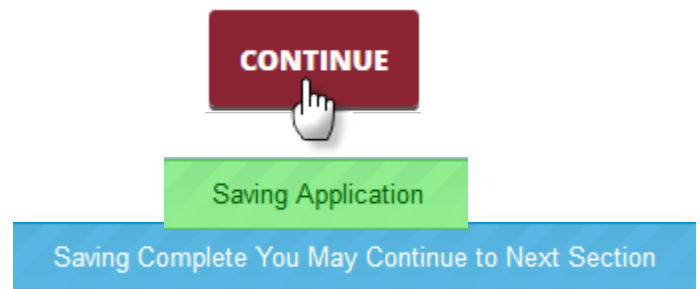 CONTINUE
Saving Application
Saving Complete You May Continue to Next Section